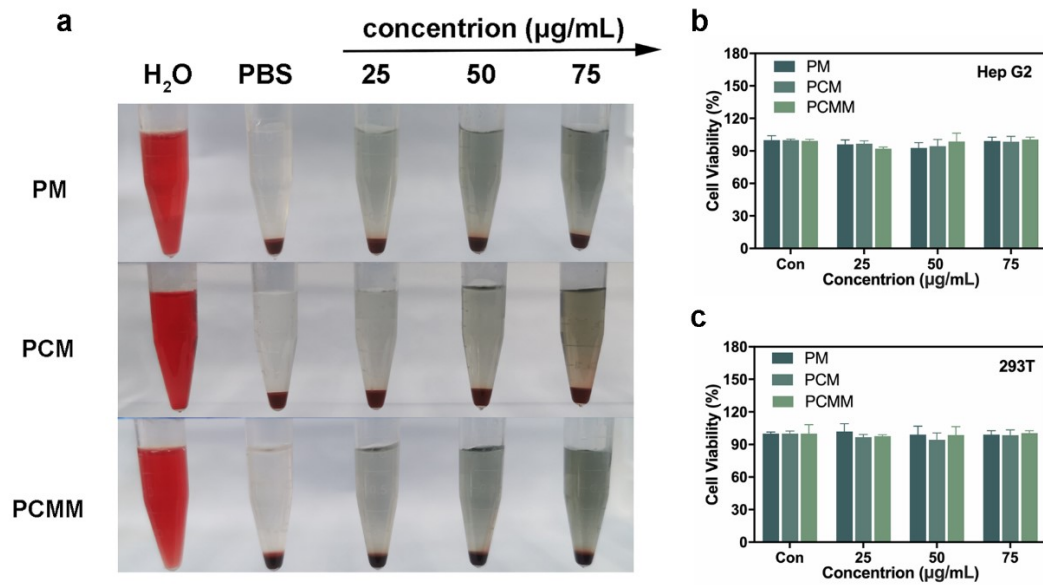 a
concentrion (μg/mL)
H₂O PBS 25 50 75
PM
PCM
PCMM
b
180
150
120
90
60
30
0
Cell Viability (%)
PM
PCM
PCMM
Hep G2
Con 25 50 75
Concentrion (μg/mL)
c
180
150
120
90
60
30
0
Cell Viability (%)
PM
PCM
PCMM
293T
Con 25 50 75
Concentrion (μg/mL)